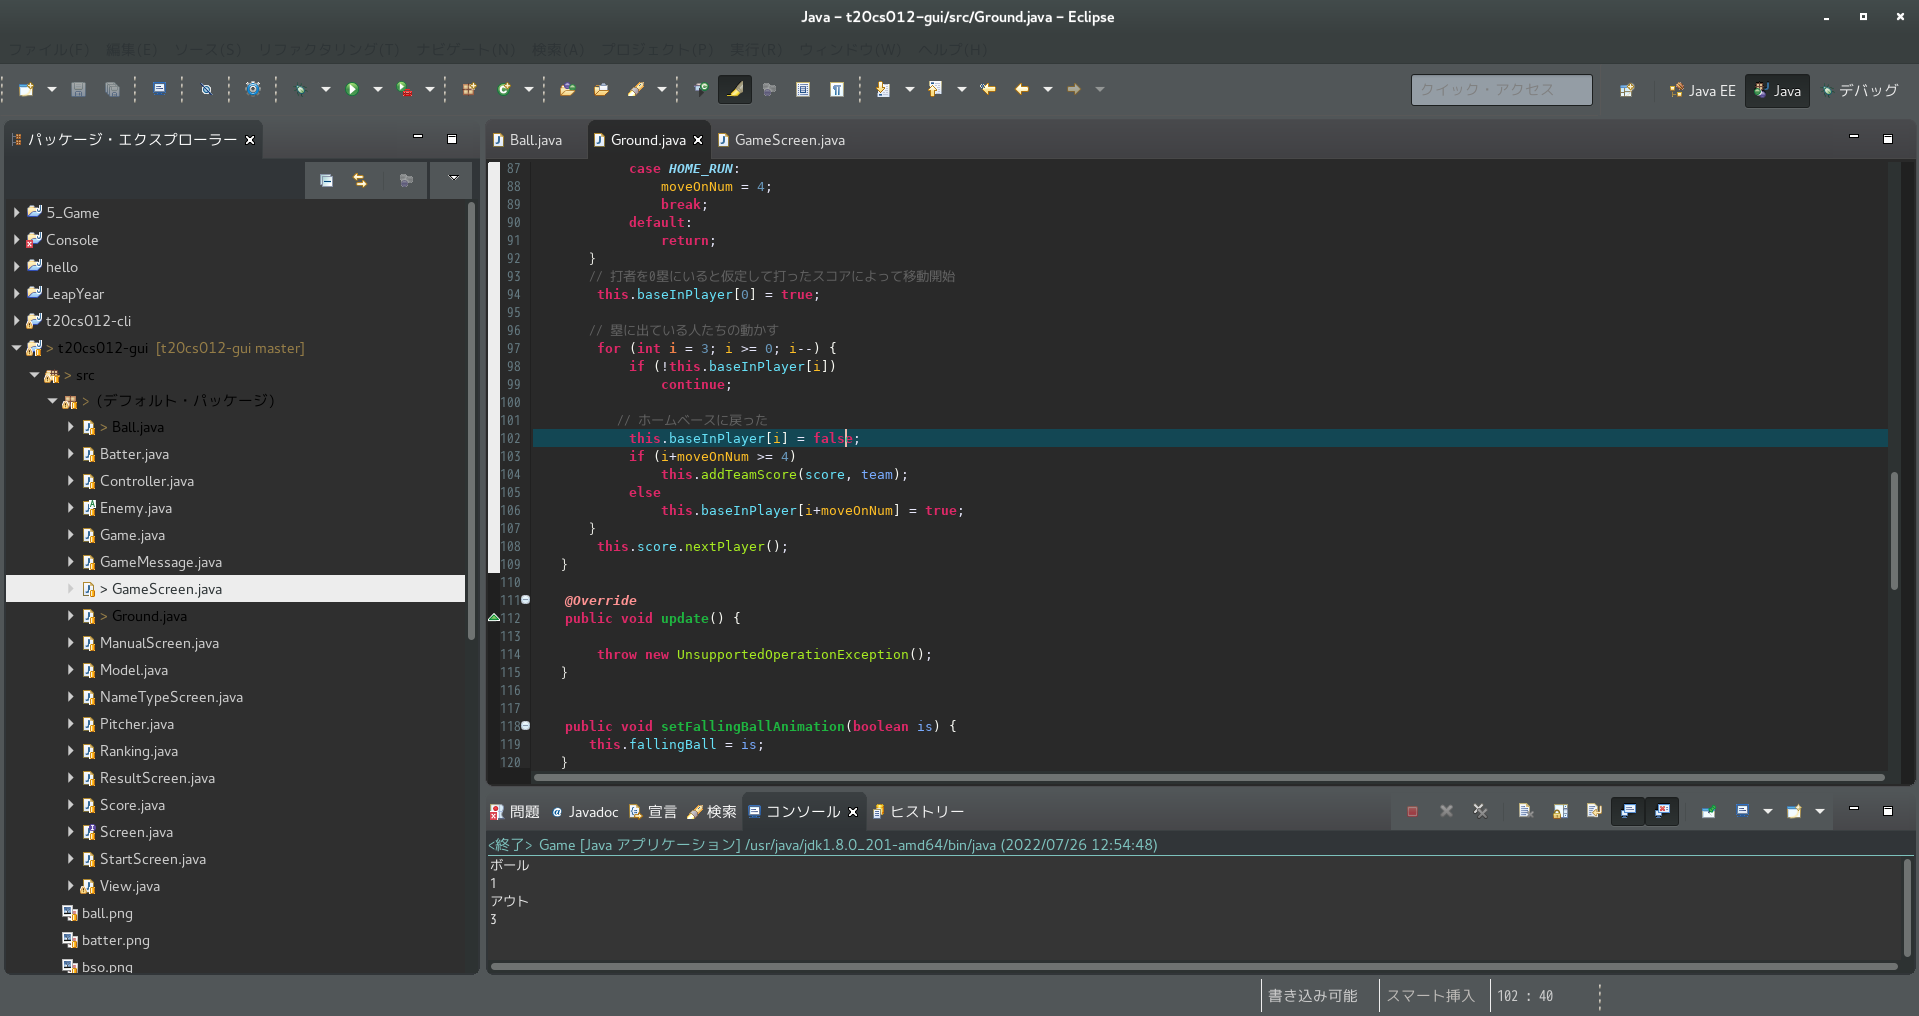 Java – t20cs012-gui/src/Ground.java – Eclipse
ファイル(F) 編集(E) ソース(S) リファクタリング(T) ナビゲート(N) 検索(A) プロジェクト(P) 実行(R) ウィンドウ(W) ヘルプ(H)
クイック・アクセス
Java EE
Java
デバッグ
パッケージ・エクスプローラー
5_Game
Console
hello
LeapYear
t20cs012-cli
> t20cs012-gui [t20cs012-gui master]
> src
> (デフォルト・パッケージ)
> Ball.java
Batter.java
Controller.java
Enemy.java
Game.java
GameMessage.java
> GameScreen.java
> Ground.java
ManualScreen.java
Model.java
NameTypeScreen.java
Pitcher.java
Ranking.java
ResultScreen.java
Score.java
Screen.java
StartScreen.java
View.java
ball.png
batter.png
bso.png
Ball.java
Ground.java
GameScreen.java
87 case HOME_RUN:
88 moveOnNum = 4;
89 break;
90 default:
91 return;
92 }
93 // 打者を0塁にいると仮定して打ったスコアによって移動開始
94 this.baseInPlayer[0] = true;
95
96 // 塁に出ている人たちの動かす
97 for (int i = 3; i >= 0; i--) {
98 if (!this.baseInPlayer[i])
99 continue;
100
101 // ホームベースに戻った
102 this.baseInPlayer[i] = false;
103 if (i+moveOnNum >= 4)
104 this.addTeamScore(score, team);
105 else
106 this.baseInPlayer[i+moveOnNum] = true;
107 }
108 this.score.nextPlayer();
109 }
110
111 @Override
112 public void update() {
113
114 throw new UnsupportedOperationException();
115 }
116
117
118 public void setFallingBallAnimation(boolean is) {
119 this.fallingBall = is;
120 }
問題 @ Javadoc 宣言 検索 コンソール ヒストリー
<終了> Game [Java アプリケーション] /usr/java/jdk1.8.0_201-amd64/bin/java (2022/07/26 12:54:48)
ボール
1
アウト
3
書き込み可能 スマート挿入 102 : 40